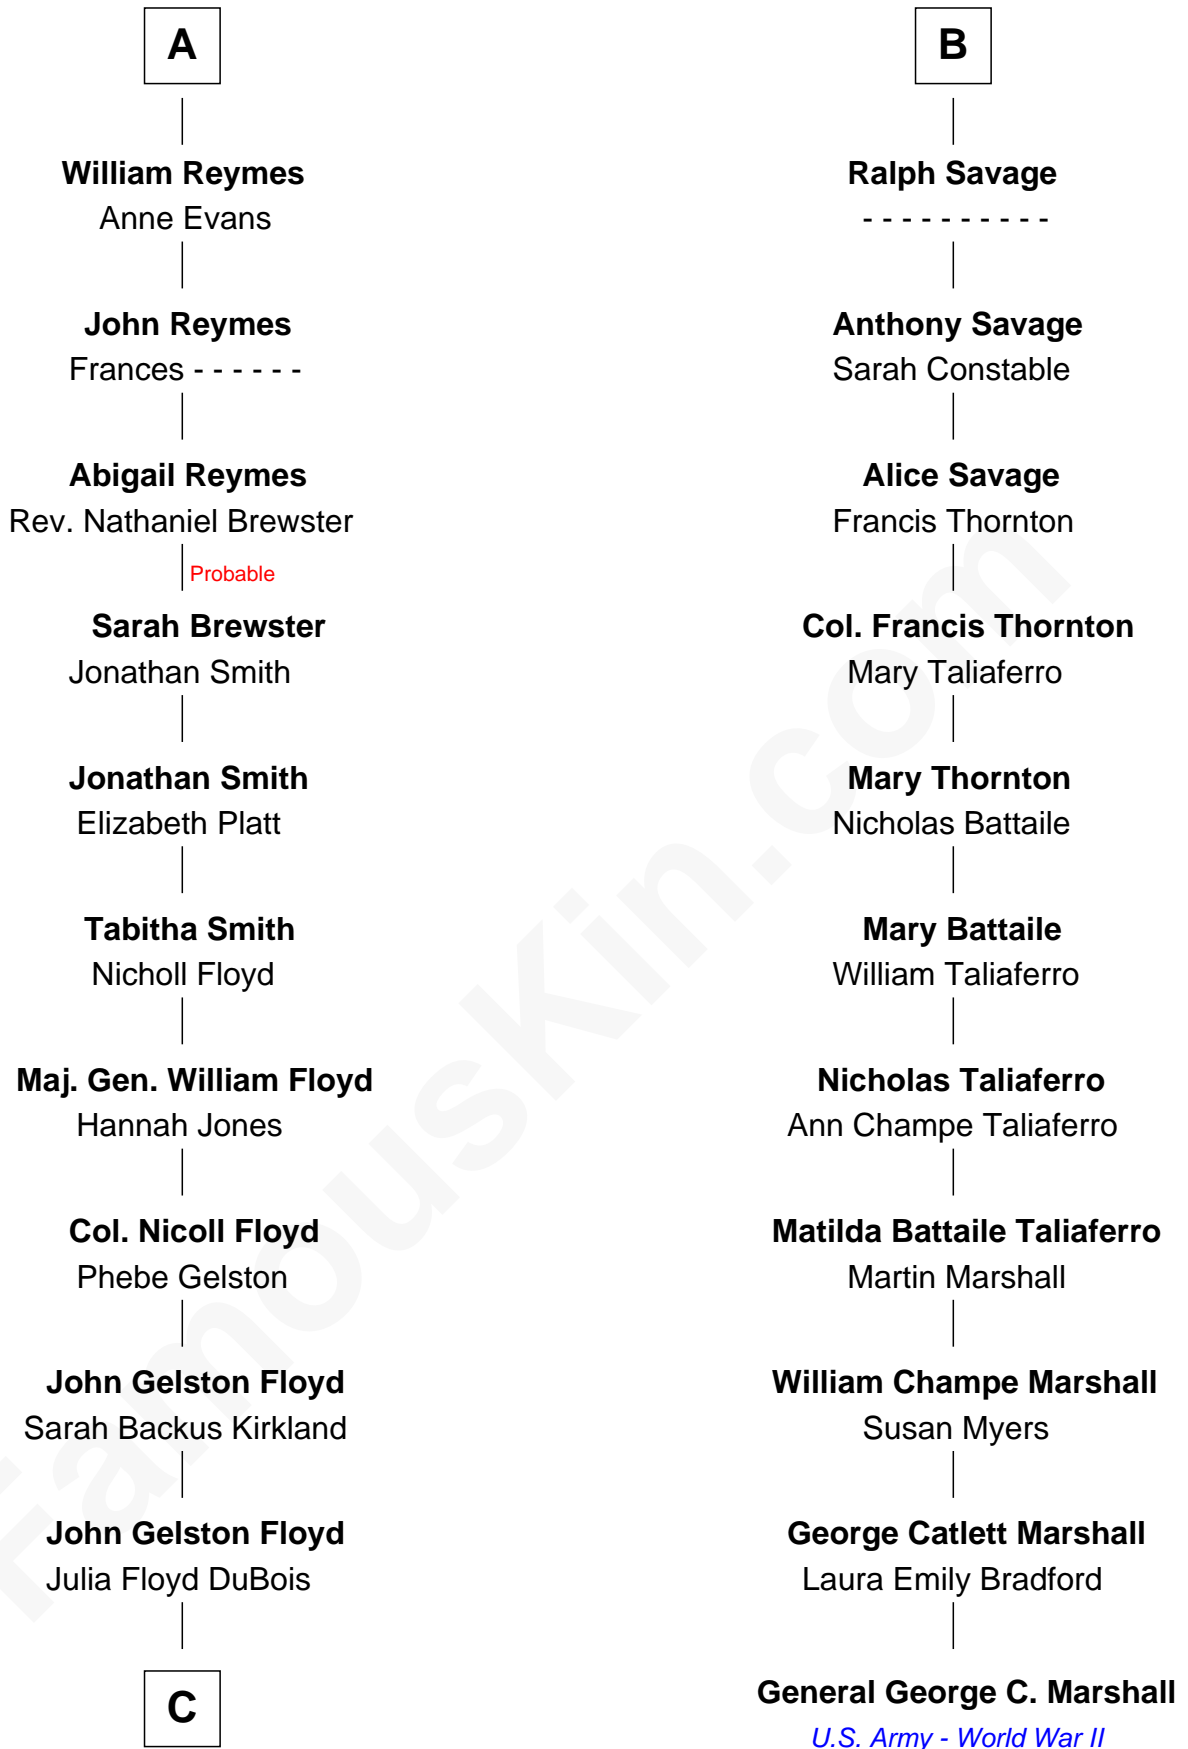 A
William Reymes
Anne Evans
John Reymes
Frances - - - - - -
Abigail Reymes
Rev. Nathaniel Brewster
Probable
Sarah Brewster
Jonathan Smith
Jonathan Smith
Elizabeth Platt
Tabitha Smith
Nicholl Floyd
Maj. Gen. William Floyd
Hannah Jones
Col. Nicoll Floyd
Phebe Gelston
John Gelston Floyd
Sarah Backus Kirkland
John Gelston Floyd
Julia Floyd DuBois
C
B
Ralph Savage
- - - - - - - - - -
Anthony Savage
Sarah Constable
Alice Savage
Francis Thornton
Col. Francis Thornton
Mary Taliaferro
Mary Thornton
Nicholas Battaile
Mary Battaile
William Taliaferro
Nicholas Taliaferro
Ann Champe Taliaferro
Matilda Battaile Taliaferro
Martin Marshall
William Champe Marshall
Susan Myers
George Catlett Marshall
Laura Emily Bradford
General George C. Marshall
U.S. Army - World War II
FamousKin.com